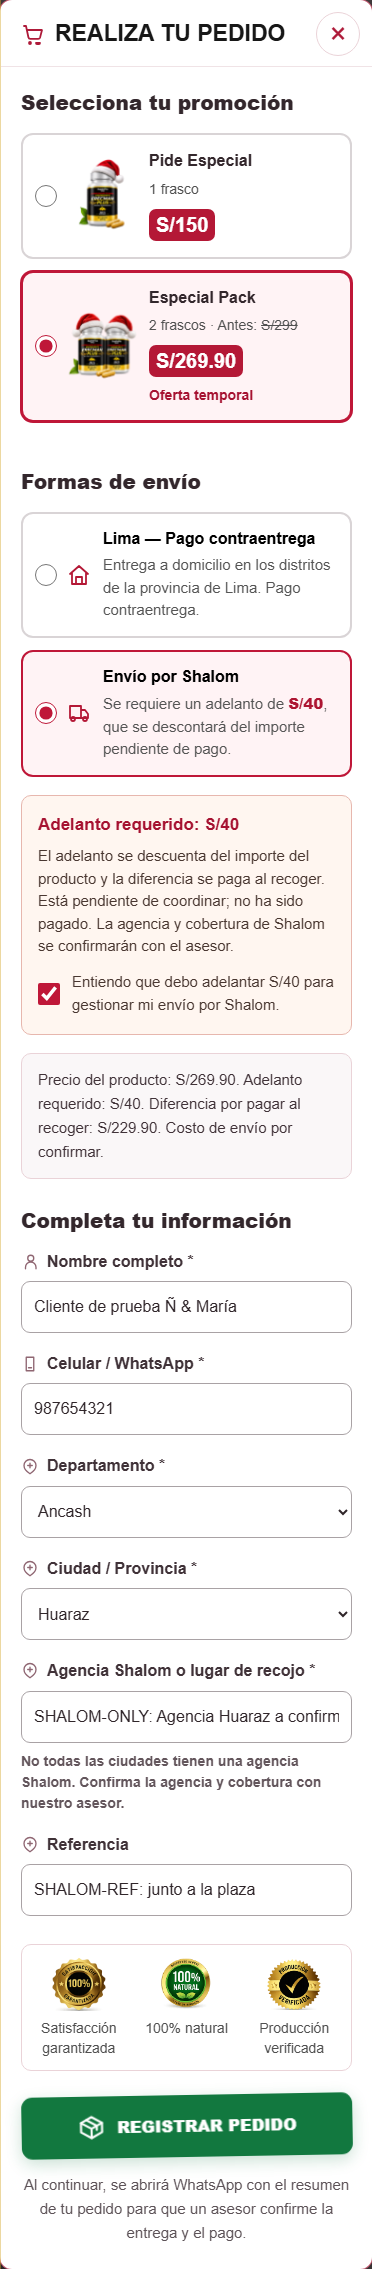 REALIZA TU PEDIDO
Selecciona tu promoción
Pide Especial
1 frasco
S/150
Especial Pack
2 frascos · Antes: S/299
S/269.90
Oferta temporal
Formas de envío
Lima — Pago contraentrega
Entrega a domicilio en los distritos
de la provincia de Lima. Pago
contraentrega.
Envío por Shalom
Se requiere un adelanto de S/40,
que se descontará del importe
pendiente de pago.
Adelanto requerido: S/40
El adelanto se descuenta del importe del
producto y la diferencia se paga al recoger.
Está pendiente de coordinar; no ha sido
pagado. La agencia y cobertura de Shalom
se confirmarán con el asesor.
Entiendo que debo adelantar S/40 para
gestionar mi envío por Shalom.
Precio del producto: S/269.90. Adelanto
requerido: S/40. Diferencia por pagar al
recoger: S/229.90. Costo de envío por
confirmar.
Completa tu información
Nombre completo *
Cliente de prueba Ñ & María
Celular / WhatsApp *
987654321
Departamento *
Ancash
Ciudad / Provincia *
Huaraz
Agencia Shalom o lugar de recojo *
SHALOM-ONLY: Agencia Huaraz a confirm
No todas las ciudades tienen una agencia
Shalom. Confirma la agencia y cobertura con
nuestro asesor.
Referencia
SHALOM-REF: junto a la plaza
100%
100%
NATURAL
Satisfacción
garantizada
100% natural
Producción
verificada
REGISTRAR PEDIDO
Al continuar, se abrirá WhatsApp con el resumen
de tu pedido para que un asesor confirme la
entrega y el pago.